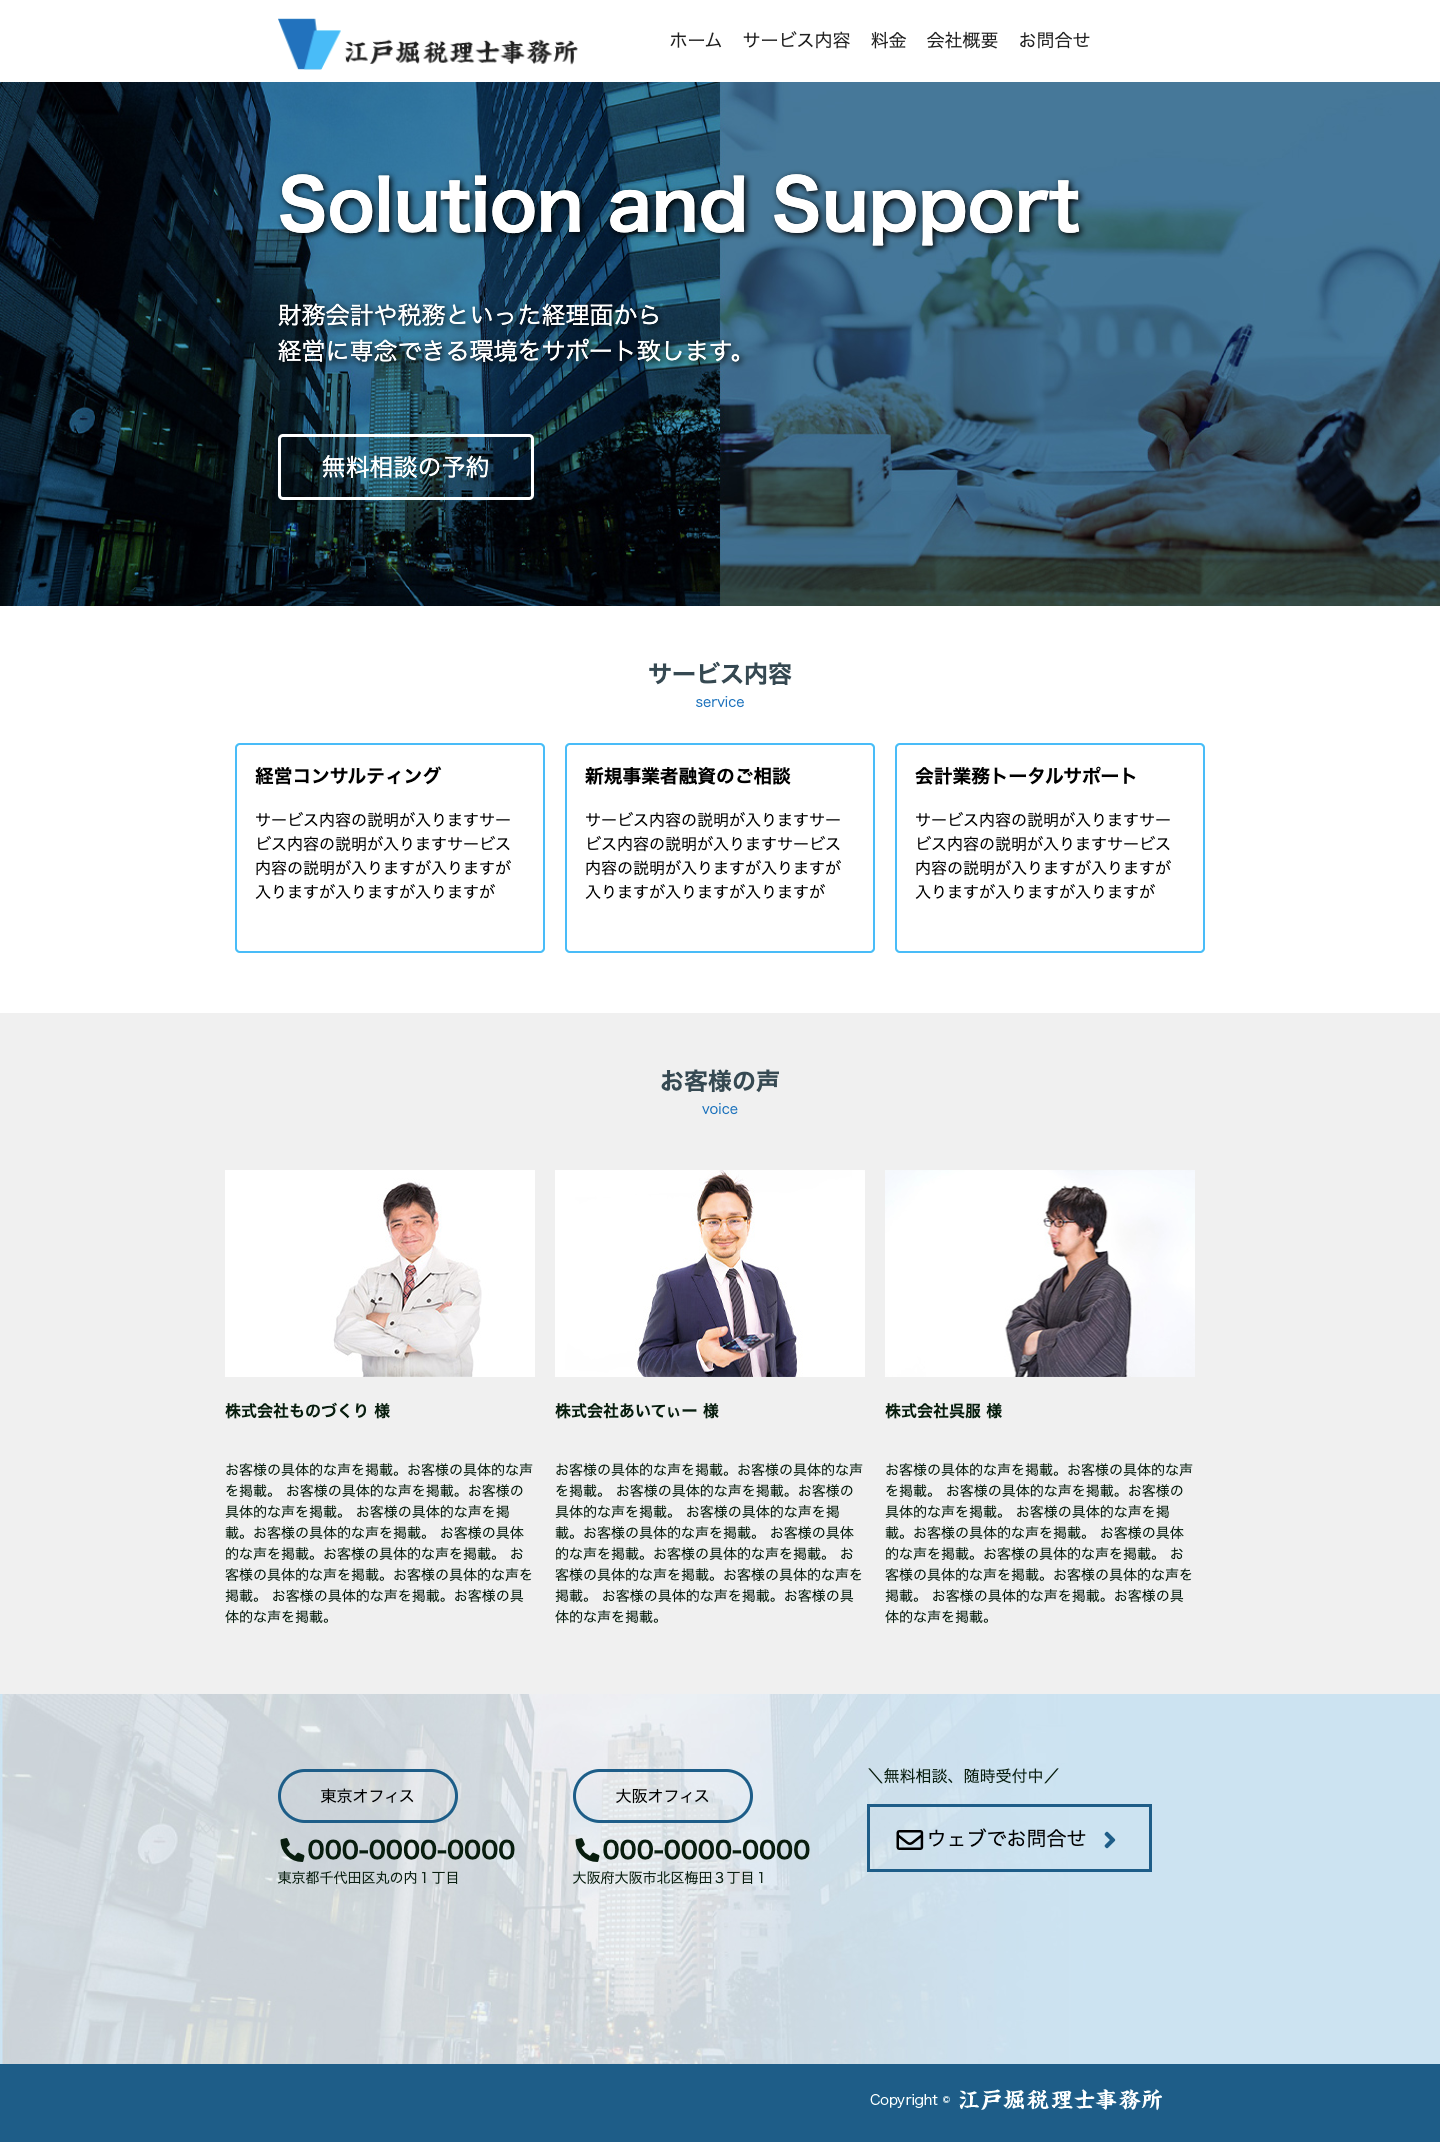 江戸堀税理士事務所
ホーム サービス内容 料金 会社概要 お問合せ
Solution and Support
財務会計や税務といった経理面から
経営に専念できる環境をサポート致します。
無料相談の予約
サービス内容
service
経営コンサルティング
サービス内容の説明が入りますサー
ビス内容の説明が入りますサービス
内容の説明が入りますが入りますが
入りますが入りますが入りますが
新規事業者融資のご相談
サービス内容の説明が入りますサー
ビス内容の説明が入りますサービス
内容の説明が入りますが入りますが
入りますが入りますが入りますが
会計業務トータルサポート
サービス内容の説明が入りますサー
ビス内容の説明が入りますサービス
内容の説明が入りますが入りますが
入りますが入りますが入りますが
お客様の声
voice
株式会社ものづくり 様
お客様の具体的な声を掲載。お客様の具体的な声
を掲載。 お客様の具体的な声を掲載。お客様の
具体的な声を掲載。 お客様の具体的な声を掲
載。お客様の具体的な声を掲載。 お客様の具体
的な声を掲載。お客様の具体的な声を掲載。 お
客様の具体的な声を掲載。お客様の具体的な声を
掲載。 お客様の具体的な声を掲載。お客様の具
体的な声を掲載。
株式会社あいてぃー 様
お客様の具体的な声を掲載。お客様の具体的な声
を掲載。 お客様の具体的な声を掲載。お客様の
具体的な声を掲載。 お客様の具体的な声を掲
載。お客様の具体的な声を掲載。 お客様の具体
的な声を掲載。お客様の具体的な声を掲載。 お
客様の具体的な声を掲載。お客様の具体的な声を
掲載。 お客様の具体的な声を掲載。お客様の具
体的な声を掲載。
株式会社呉服 様
お客様の具体的な声を掲載。お客様の具体的な声
を掲載。 お客様の具体的な声を掲載。お客様の
具体的な声を掲載。 お客様の具体的な声を掲
載。お客様の具体的な声を掲載。 お客様の具体
的な声を掲載。お客様の具体的な声を掲載。 お
客様の具体的な声を掲載。お客様の具体的な声を
掲載。 お客様の具体的な声を掲載。お客様の具
体的な声を掲載。
東京オフィス
000-0000-0000
東京都千代田区丸の内１丁目
大阪オフィス
000-0000-0000
大阪府大阪市北区梅田３丁目１
＼無料相談、随時受付中／
ウェブでお問合せ
Copyright © 江戸堀税理士事務所